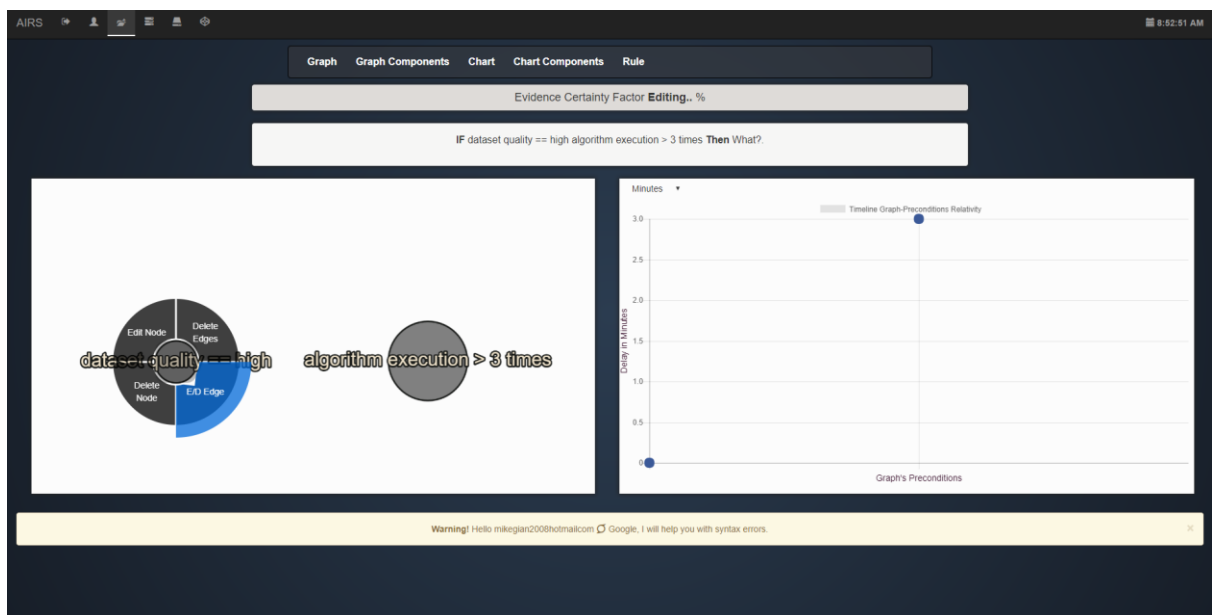 AIRS
8:52:51 AM
Graph Graph Components Chart Chart Components Rule
Evidence Certainty Factor Editing.. %
IF dataset quality == high algorithm execution > 3 times Then What?.
Edit Node
Delete Edges
dataset quality == high
Delete Node
E/D Edge
algorithm execution > 3 times
Minutes
Timeline Graph-Preconditions Relativity
3.0
2.5
2.0
1.5
1.0
0.5
0
Delay in Minutes
Graph's Preconditions
Warning! Hello mikegian2008hotmailcom Google, I will help you with syntax errors.
×